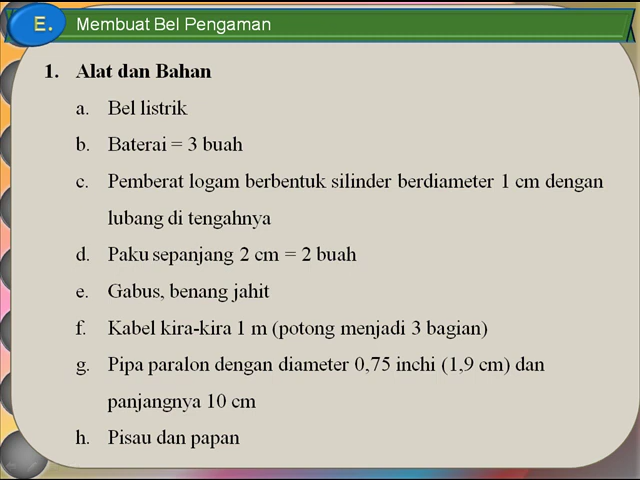 E. Membuat Bel Pengaman
1. Alat dan Bahan
a. Bel listrik
b. Baterai = 3 buah
c. Pemberat logam berbentuk silinder berdiameter 1 cm dengan
lubang di tengahnya
d. Paku sepanjang 2 cm = 2 buah
e. Gabus, benang jahit
f. Kabel kira-kira 1 m (potong menjadi 3 bagian)
g. Pipa paralon dengan diameter 0,75 inchi (1,9 cm) dan
panjangnya 10 cm
h. Pisau dan papan